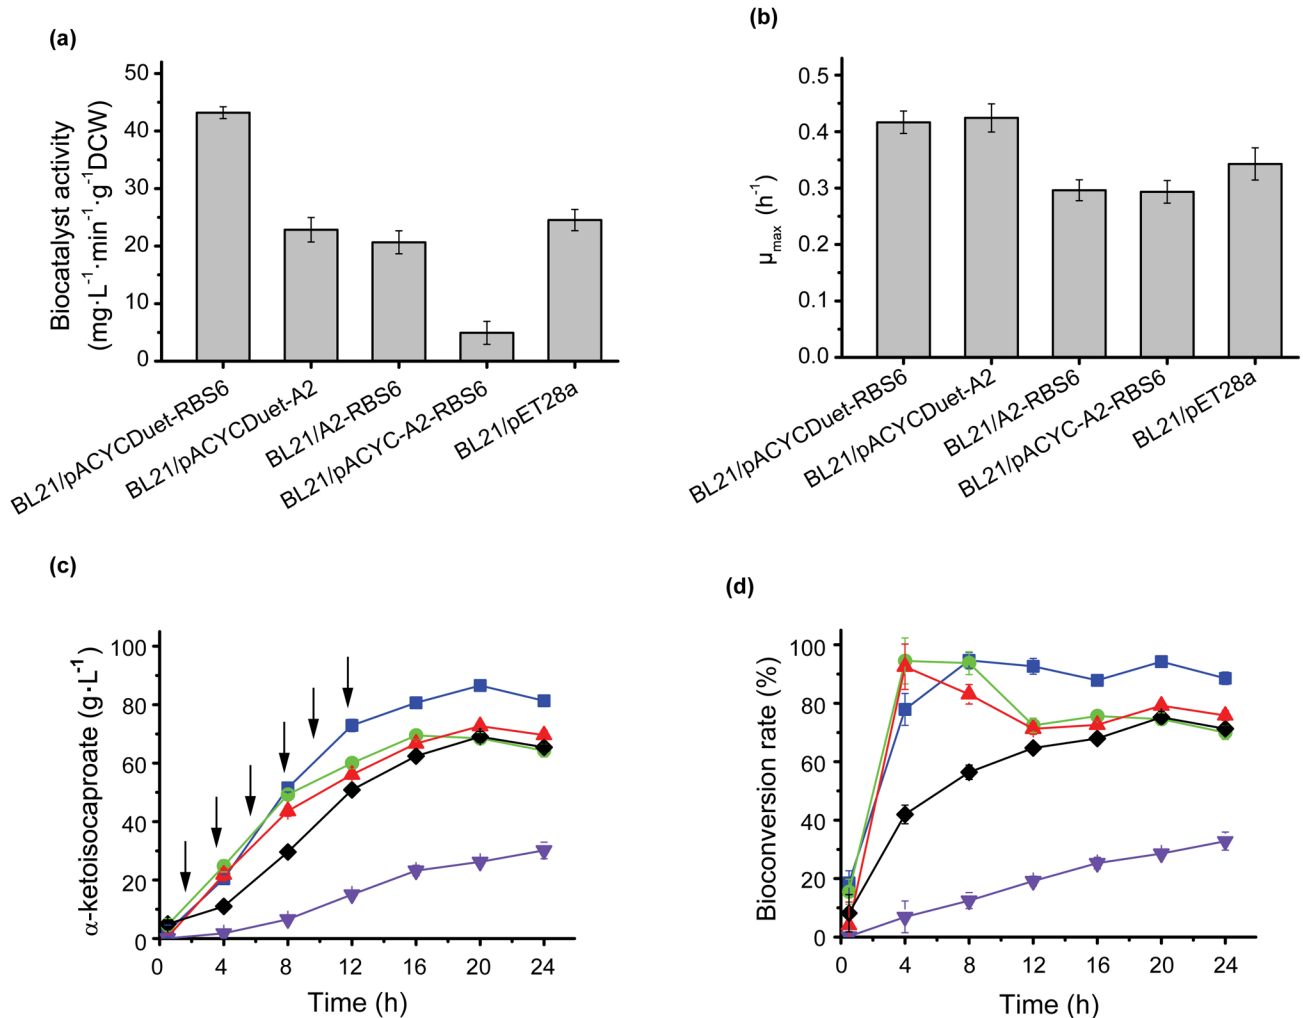 (a)
Biocatalyst activity
(mg·L⁻¹·min⁻¹·g⁻¹DCW)
50
40
30
20
10
0
BL21/pACYCDuet-RBS6
BL21/pACYCDuet-A2
BL21/A2-RBS6
BL21/pACYC-A2-RBS6
BL21/pET28a
(b)
μmax (h⁻¹)
0.5
0.4
0.3
0.2
0.1
0.0
BL21/pACYCDuet-RBS6
BL21/pACYCDuet-A2
BL21/A2-RBS6
BL21/pACYC-A2-RBS6
BL21/pET28a
(c)
α-ketoisocaproate (g·L⁻¹)
100
80
60
40
20
0
0 4 8 12 16 20 24
Time (h)
(d)
Bioconversion rate (%)
100
80
60
40
20
0
0 4 8 12 16 20 24
Time (h)